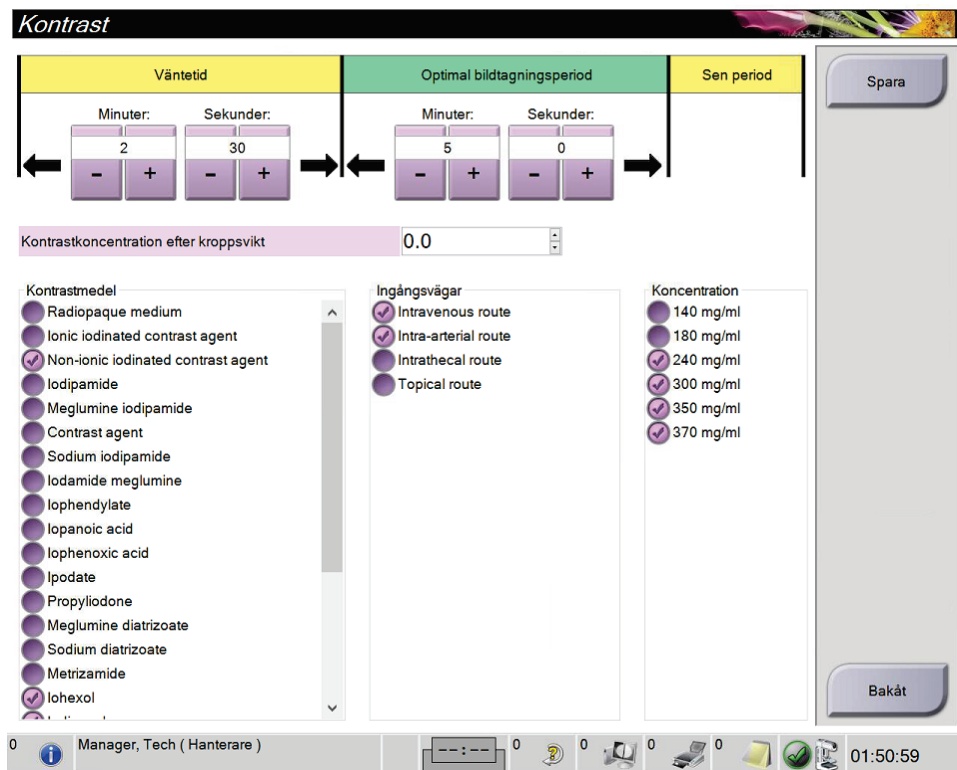 Kontrast
Väntetid
Optimal bildtagningsperiod
Sen period
Minuter:
Sekunder:
Minuter:
Sekunder:
2
30
5
0
- + - + - + - +
Kontrastkoncentration efter kroppsvikt
0.0
Kontrastmedel
Radiopaque medium
Ionic iodinated contrast agent
Non-ionic iodinated contrast agent
Iodipamide
Meglumine iodipamide
Contrast agent
Sodium iodipamide
Iodamide meglumine
Iophendylate
Iopanoic acid
Iophenoxic acid
Ipodate
Propyliodone
Meglumine diatrizoate
Sodium diatrizoate
Metrizamide
Iohexol
Ingångsvägar
Intravenous route
Intra-arterial route
Intrathecal route
Topical route
Koncentration
140 mg/ml
180 mg/ml
240 mg/ml
300 mg/ml
350 mg/ml
370 mg/ml
Spara
Bakåt
0
Manager, Tech ( Hanterare )
--:--
0
0
0
0
01:50:59